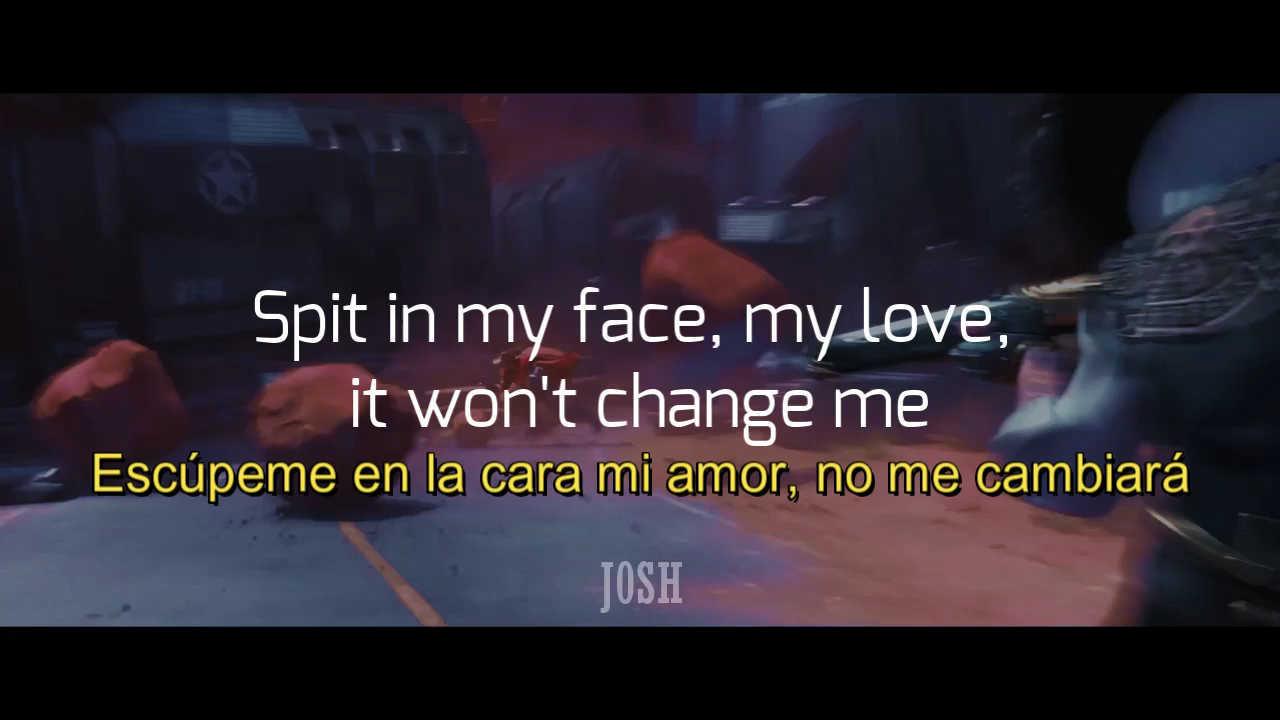 Spit in my face, my love,
it won't change me
Escúpeme en la cara mi amor, no me cambiará
JOSH